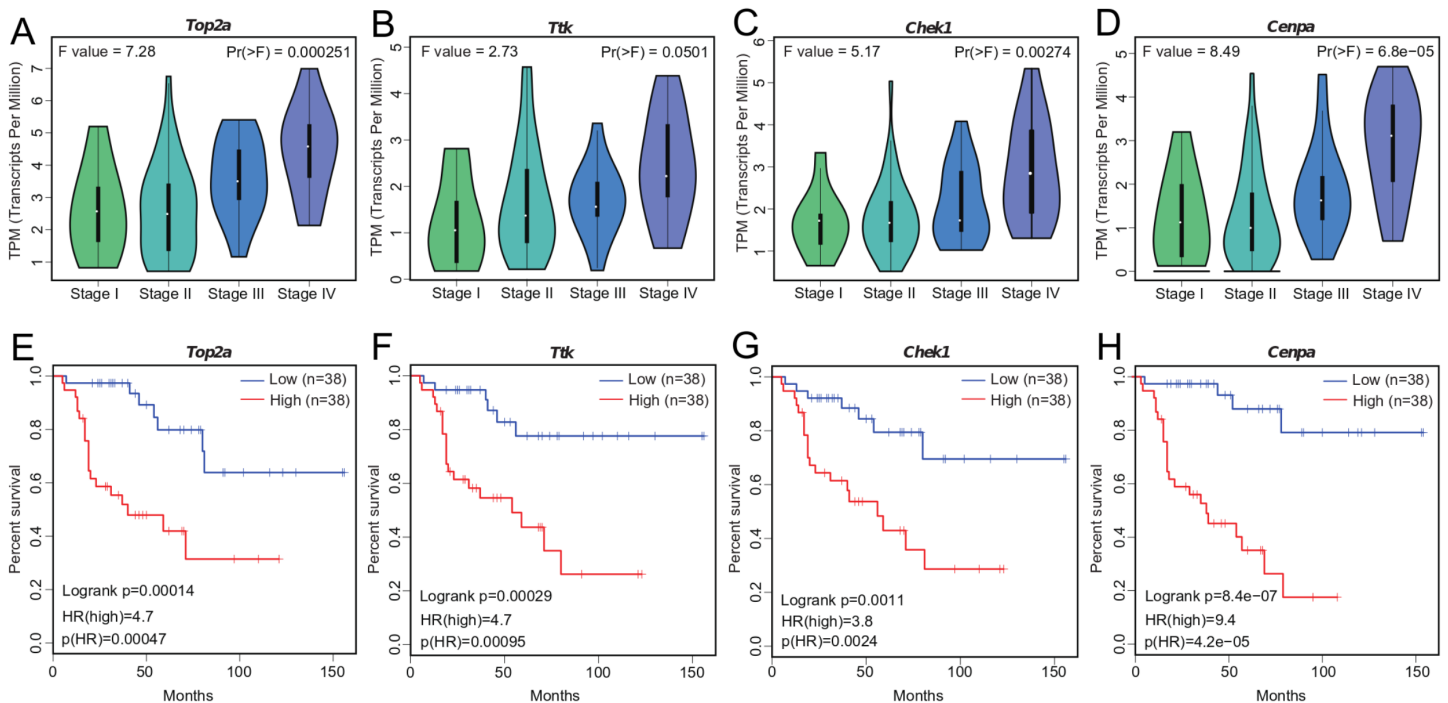 A
Top2a
F value = 7.28
Pr(>F) = 0.000251
TPM (Transcripts Per Million)
7
6
5
4
3
2
1
Stage I
Stage II
Stage III
Stage IV
B
Ttk
F value = 2.73
Pr(>F) = 0.0501
TPM (Transcripts Per Million)
5
4
3
2
1
0
Stage I
Stage II
Stage III
Stage IV
C
Chek1
F value = 5.17
Pr(>F) = 0.00274
TPM (Transcripts Per Million)
6
5
4
3
2
1
Stage I
Stage II
Stage III
Stage IV
D
Cenpa
F value = 8.49
Pr(>F) = 6.8e−05
TPM (Transcripts Per Million)
5
4
3
2
1
0
Stage I
Stage II
Stage III
Stage IV
E
Top2a
Low (n=38)
High (n=38)
Percent survival
1.0
0.8
0.6
0.4
0.2
0.0
Logrank p=0.00014
HR(high)=4.7
p(HR)=0.00047
0
50
100
150
Months
F
Ttk
Low (n=38)
High (n=38)
Percent survival
1.0
0.8
0.6
0.4
0.2
0.0
Logrank p=0.00029
HR(high)=4.7
p(HR)=0.00095
0
50
100
150
Months
G
Chek1
Low (n=38)
High (n=38)
Percent survival
1.0
0.8
0.6
0.4
0.2
0.0
Logrank p=0.0011
HR(high)=3.8
p(HR)=0.0024
0
50
100
150
Months
H
Cenpa
Low (n=38)
High (n=38)
Percent survival
1.0
0.8
0.6
0.4
0.2
0.0
Logrank p=8.4e−07
HR(high)=9.4
p(HR)=4.2e−05
0
50
100
150
Months